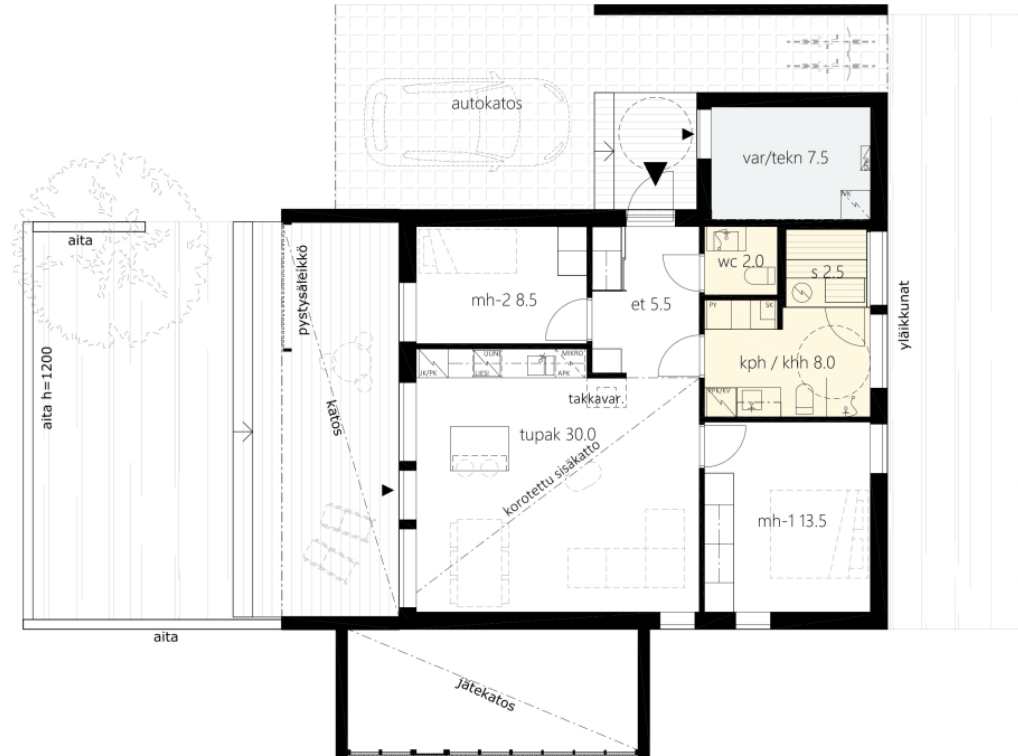 autokatos
var/tekn 7.5
aita
pystysäleikkö
wc 2.0
s 2.5
mh-2 8.5
et 5.5
PY
SK
yläikkunat
kph / khh 8.0
JK/PK
UUNI
LIESI
MIKRO
APK
aita h=1200
katos
takkavar.
tupak 30.0
korotettu sisäkatto
mh-1 13.5
aita
jätekatos